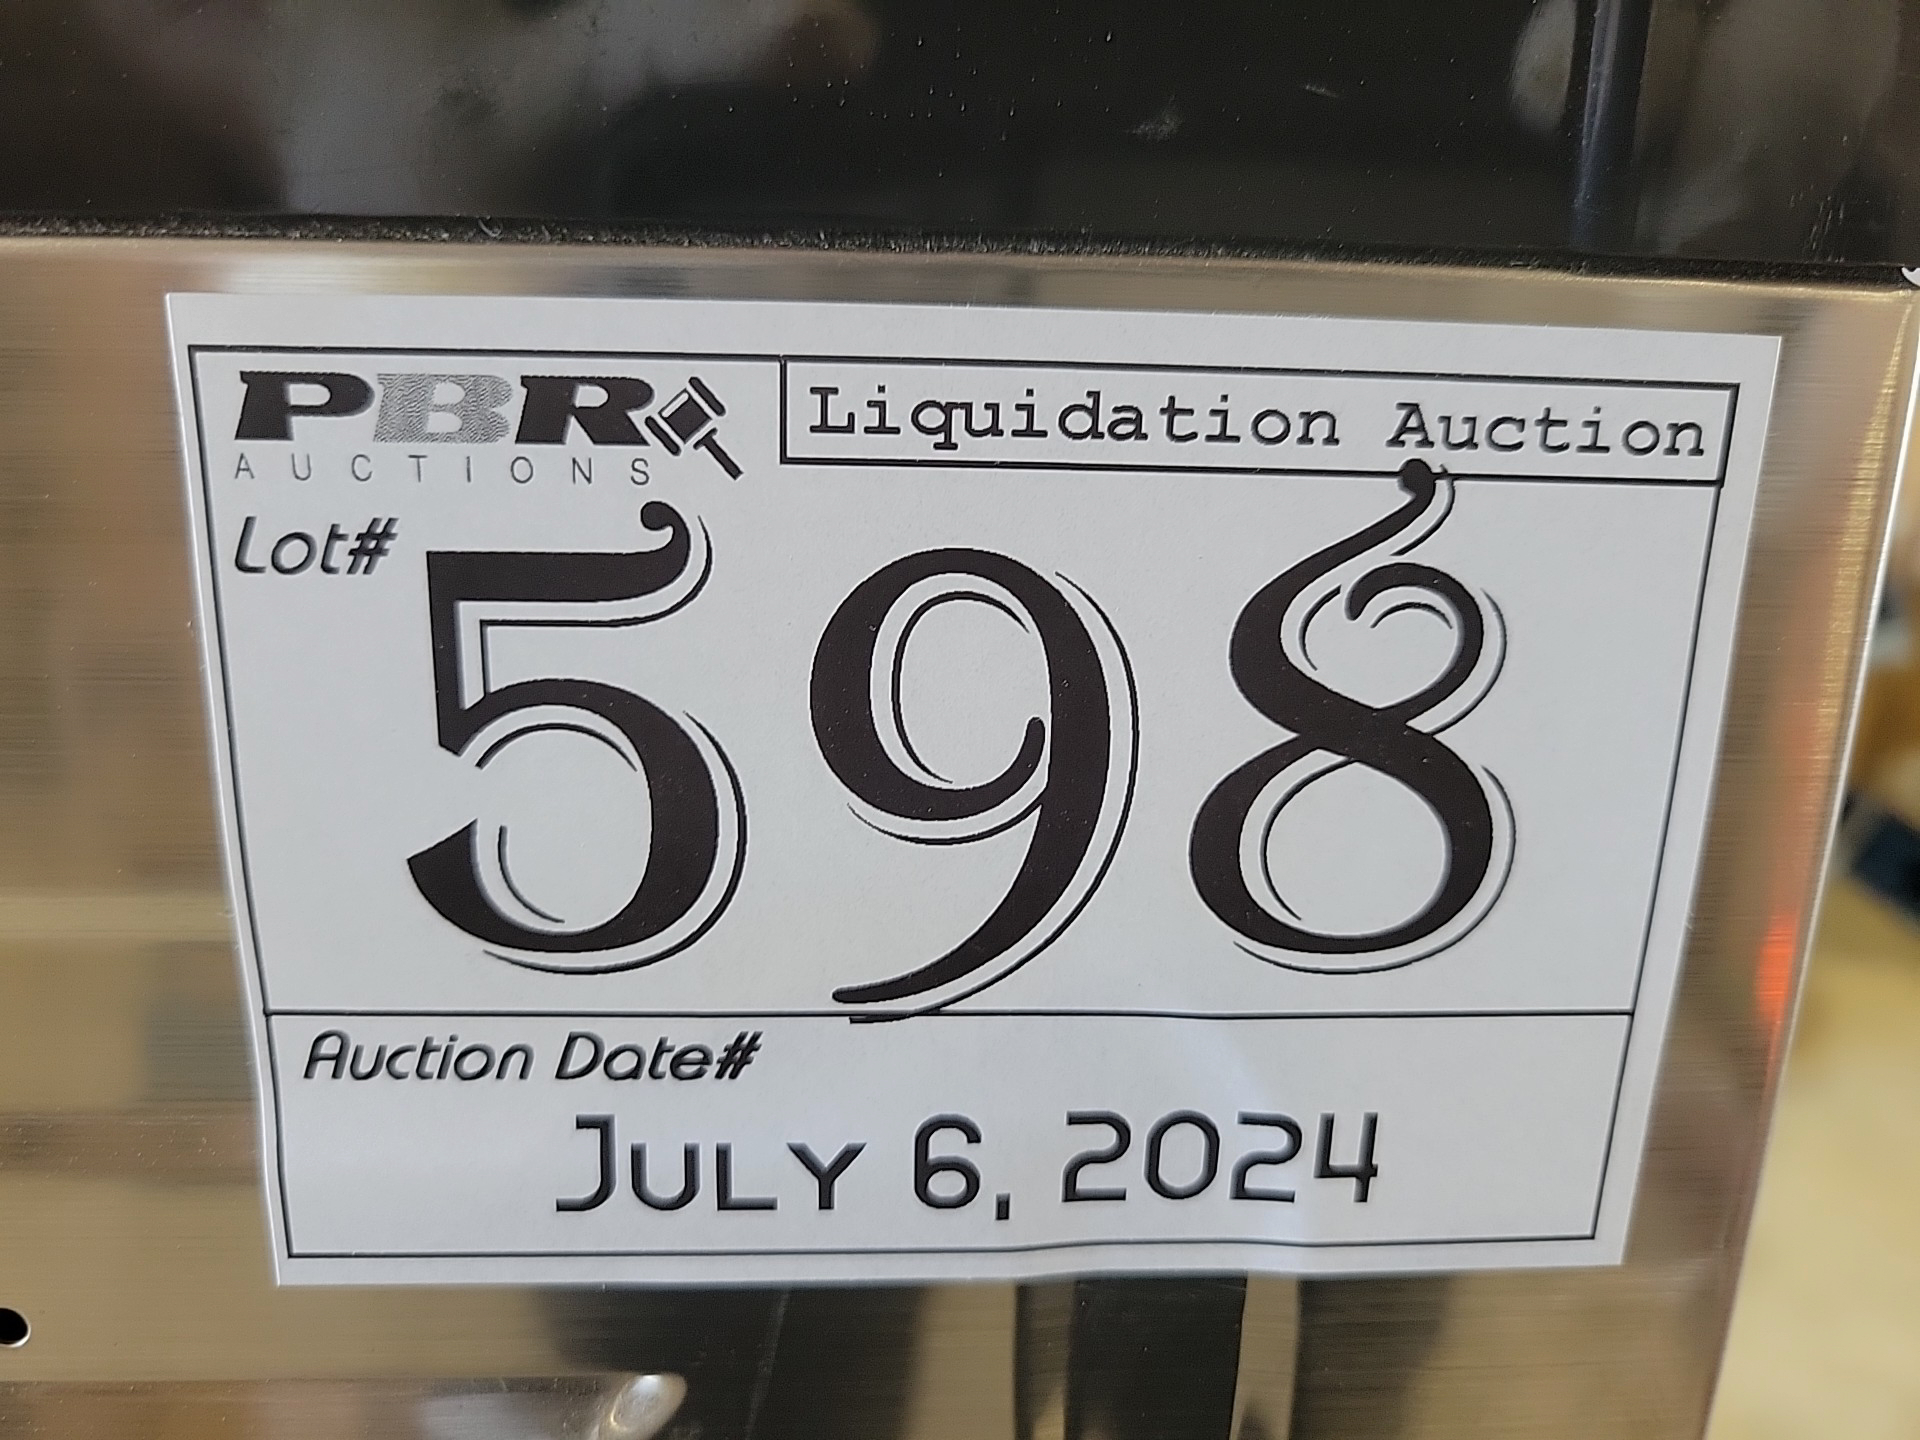 PBR
AUCTIONS
Liquidation Auction
Lot#
598
Auction Date#
July 6, 2024